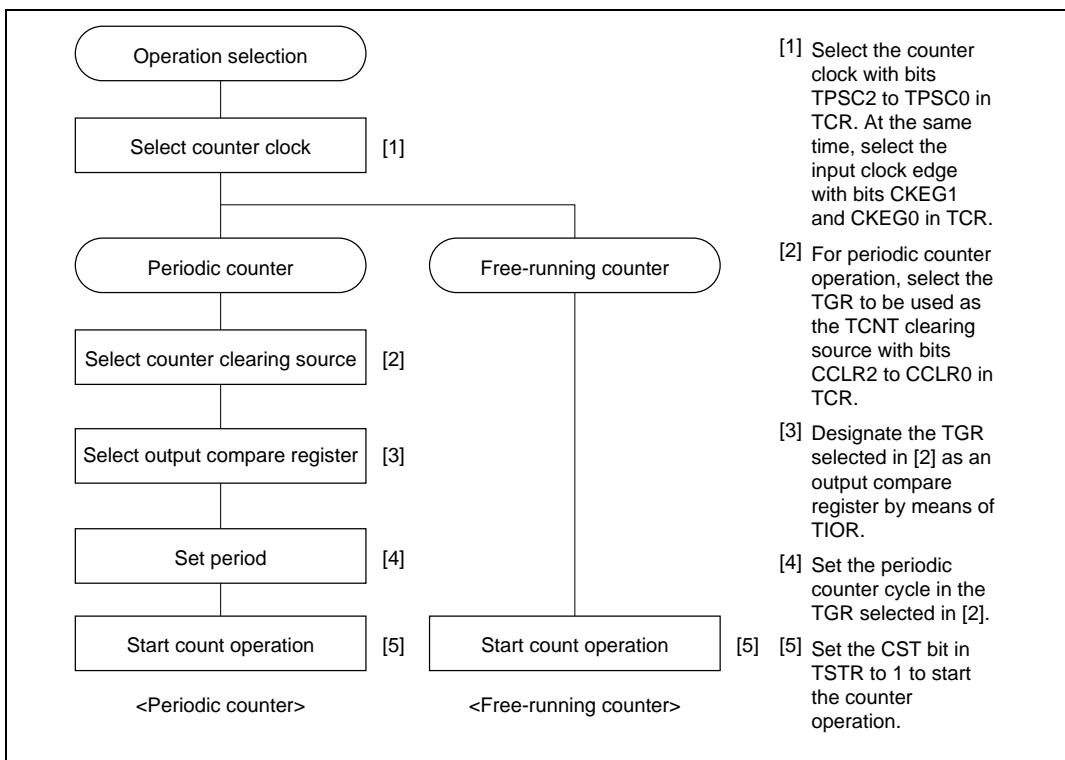 Operation selection
Select counter clock
[1]
Periodic counter
Free-running counter
Select counter clearing source
[2]
Select output compare register
[3]
Set period
[4]
Start count operation
[5]
Start count operation
[5]
<Periodic counter>
<Free-running counter>
[1] Select the counter
clock with bits
TPSC2 to TPSC0 in
TCR. At the same
time, select the
input clock edge
with bits CKEG1
and CKEG0 in TCR.
[2] For periodic counter
operation, select the
TGR to be used as
the TCNT clearing
source with bits
CCLR2 to CCLR0 in
TCR.
[3] Designate the TGR
selected in [2] as an
output compare
register by means of
TIOR.
[4] Set the periodic
counter cycle in the
TGR selected in [2].
[5] Set the CST bit in
TSTR to 1 to start
the counter
operation.